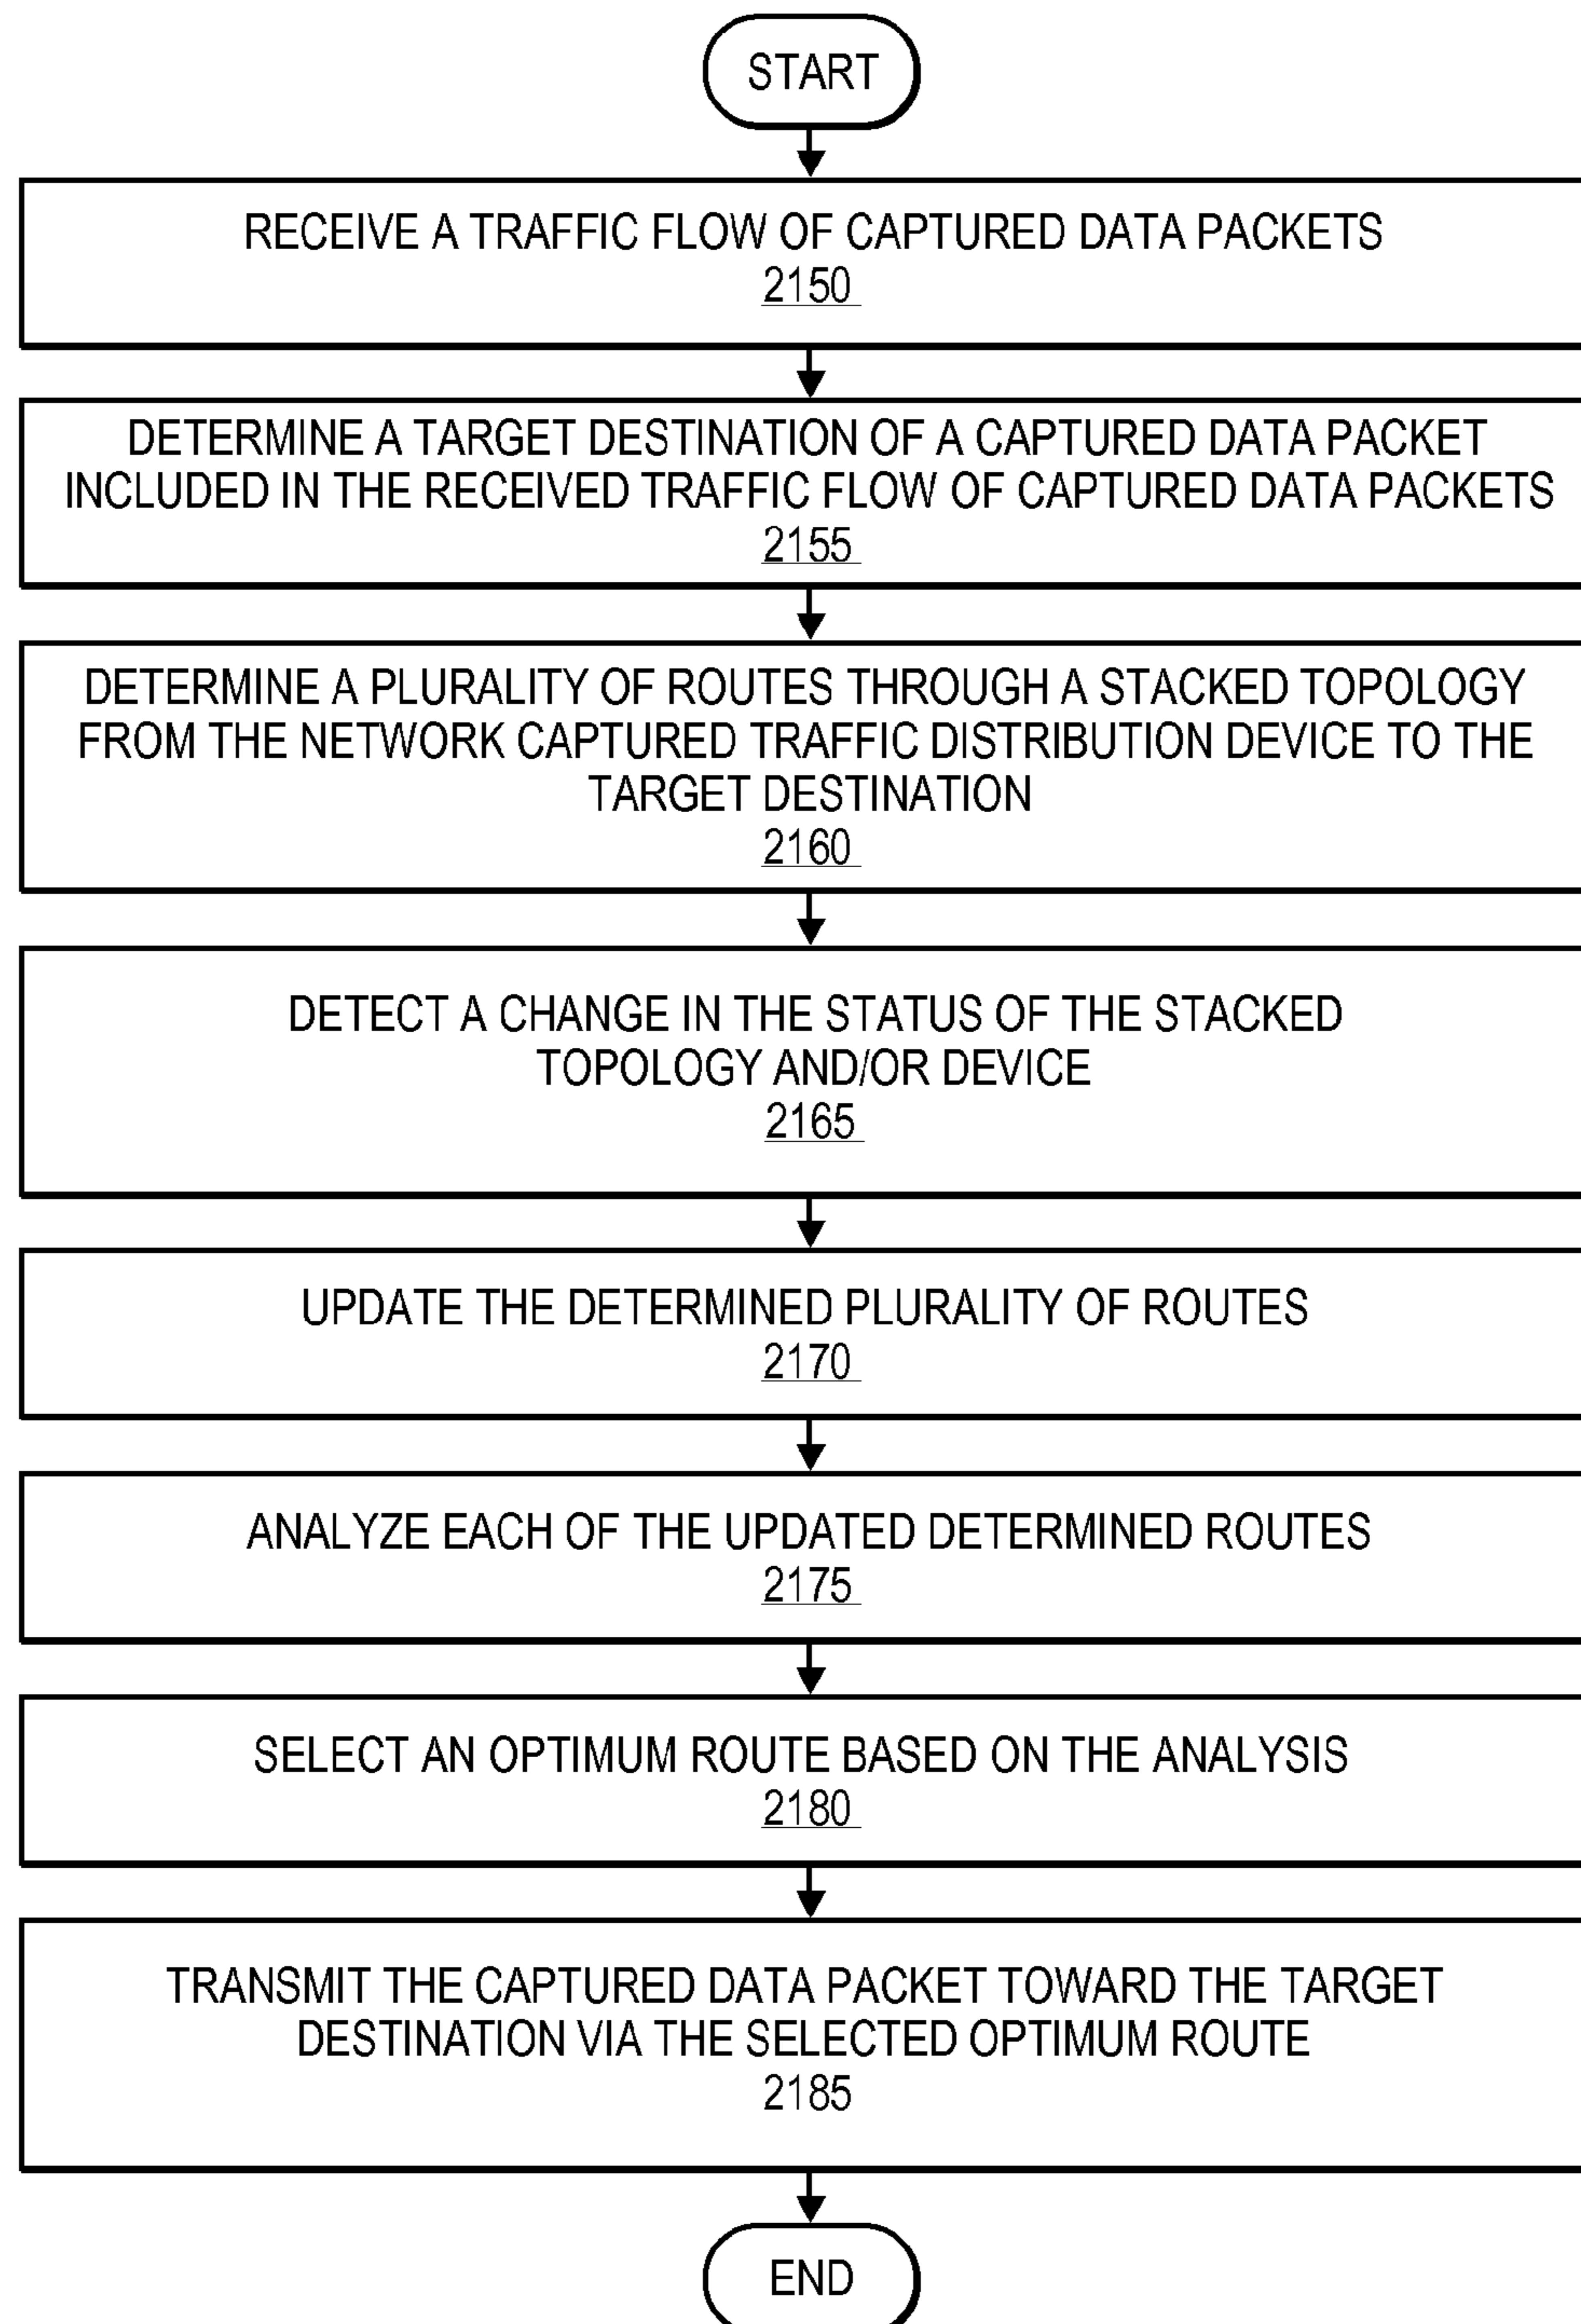 START
RECEIVE A TRAFFIC FLOW OF CAPTURED DATA PACKETS
2150
DETERMINE A TARGET DESTINATION OF A CAPTURED DATA PACKET
INCLUDED IN THE RECEIVED TRAFFIC FLOW OF CAPTURED DATA PACKETS
2155
DETERMINE A PLURALITY OF ROUTES THROUGH A STACKED TOPOLOGY
FROM THE NETWORK CAPTURED TRAFFIC DISTRIBUTION DEVICE TO THE
TARGET DESTINATION
2160
DETECT A CHANGE IN THE STATUS OF THE STACKED
TOPOLOGY AND/OR DEVICE
2165
UPDATE THE DETERMINED PLURALITY OF ROUTES
2170
ANALYZE EACH OF THE UPDATED DETERMINED ROUTES
2175
SELECT AN OPTIMUM ROUTE BASED ON THE ANALYSIS
2180
TRANSMIT THE CAPTURED DATA PACKET TOWARD THE TARGET
DESTINATION VIA THE SELECTED OPTIMUM ROUTE
2185
END